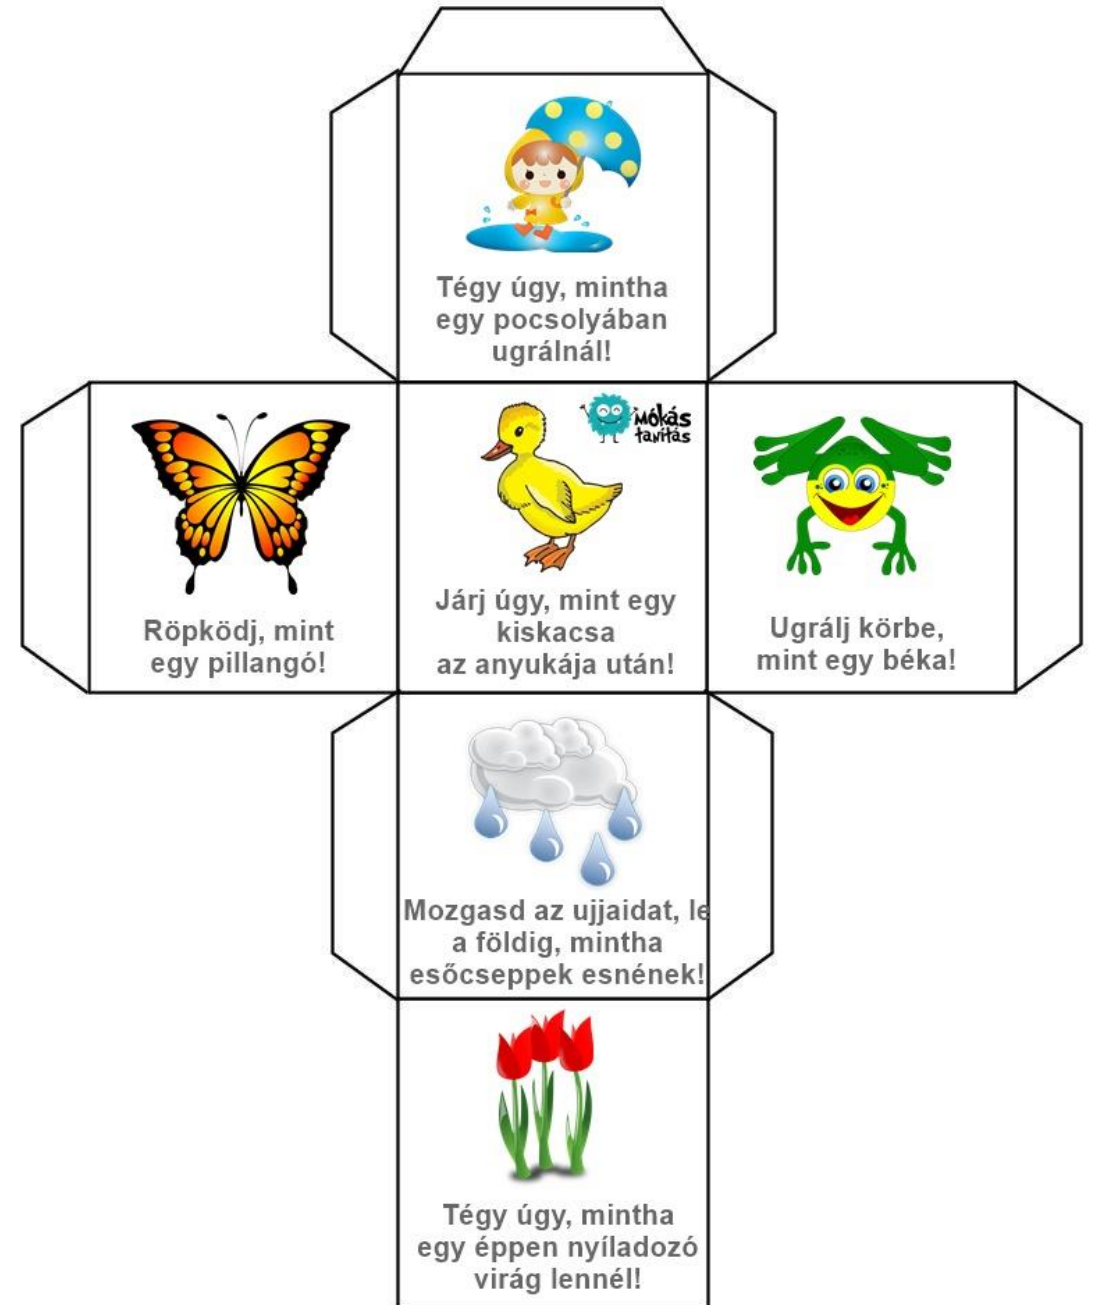 Tégy úgy, mintha
egy pocsolyában
ugrálnál!
Röpködj, mint
egy pillangó!
Mókás
tanítás
Járj úgy, mint egy
kiskacsa
az anyukája után!
Ugrálj körbe,
mint egy béka!
Mozgasd az ujjaidat, le
a földig, mintha
esőcseppek esnének!
Tégy úgy, mintha
egy éppen nyíladozó
virág lennél!